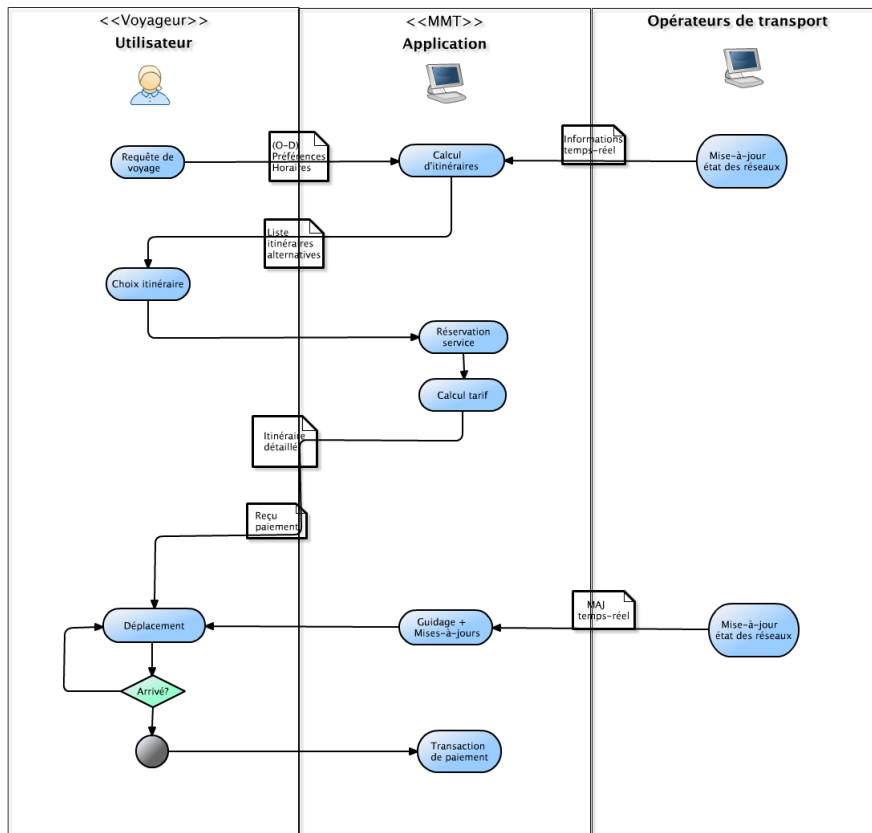 <<Voyageur>>
Utilisateur
<<MMT>>
Application
Opérateurs de transport
Requête de
voyage
(O-D)
Préférences
Horaires
Calcul
d'itinéraires
Informations
temps-réel
Mise-à-jour
état des réseaux
Liste
itinéraires
alternatives
Choix itinéraire
Réservation
service
Calcul tarif
Itinéraire
détaillé
Reçu
paiement
Déplacement
Guidage +
Mises-à-jours
MAJ
temps-réel
Mise-à-jour
état des réseaux
Arrivé?
Transaction
de paiement